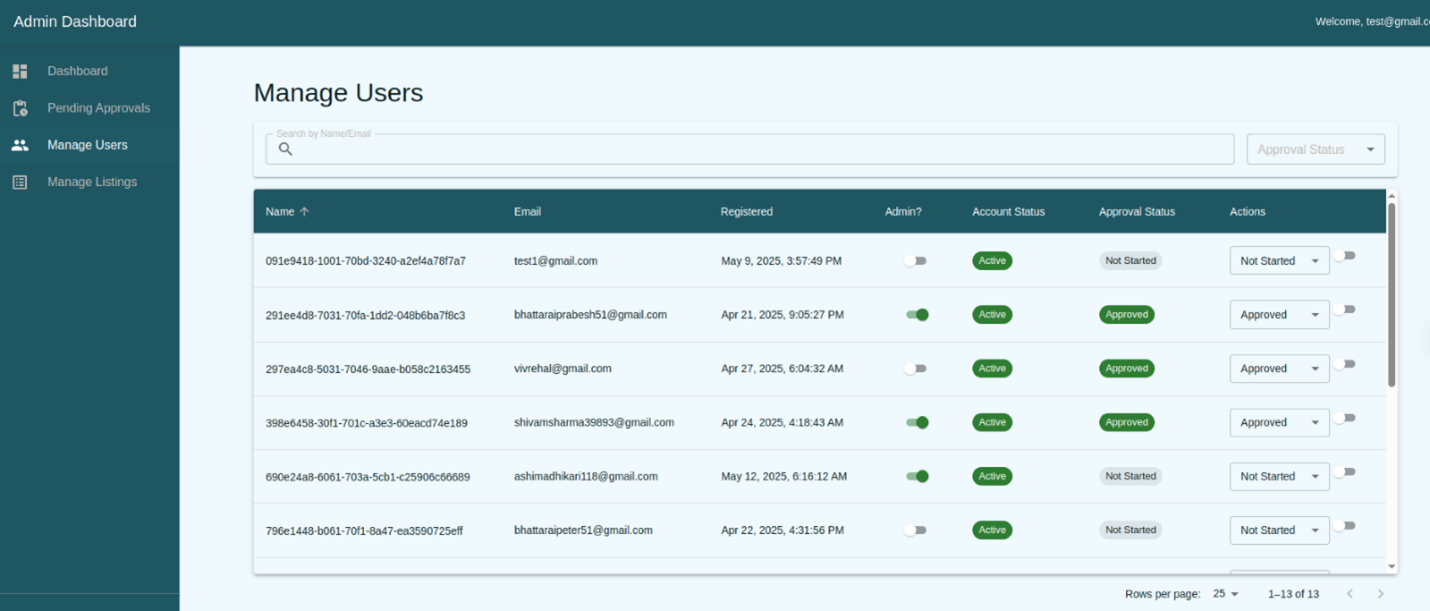 Admin Dashboard
Welcome, test@gmail.c
Dashboard
Pending Approvals
Manage Users
Manage Listings
Manage Users
Search by Name/Email
Approval Status
Name Email Registered Admin? Account Status Approval Status Actions
091e9418-1001-70bd-3240-a2ef4a78f7a7 test1@gmail.com May 9, 2025, 3:57:49 PM Active Not Started Not Started
291ee4d8-7031-70fa-1dd2-048b6ba7f8c3 bhattaraiprabesh51@gmail.com Apr 21, 2025, 9:05:27 PM Active Approved Approved
297ea4c8-5031-7046-9aae-b058c2163455 vivrehal@gmail.com Apr 27, 2025, 6:04:32 AM Active Approved Approved
398e6458-30f1-701c-a3e3-60eacd74e189 shivamsharma39893@gmail.com Apr 24, 2025, 4:18:43 AM Active Approved Approved
690e24a8-6061-703a-5cb1-c25906c66689 ashimadhikari118@gmail.com May 12, 2025, 6:16:12 AM Active Not Started Not Started
796e1448-b061-70f1-8a47-ea3590725eff bhattaraipeter51@gmail.com Apr 22, 2025, 4:31:56 PM Active Not Started Not Started
Rows per page: 25 1–13 of 13